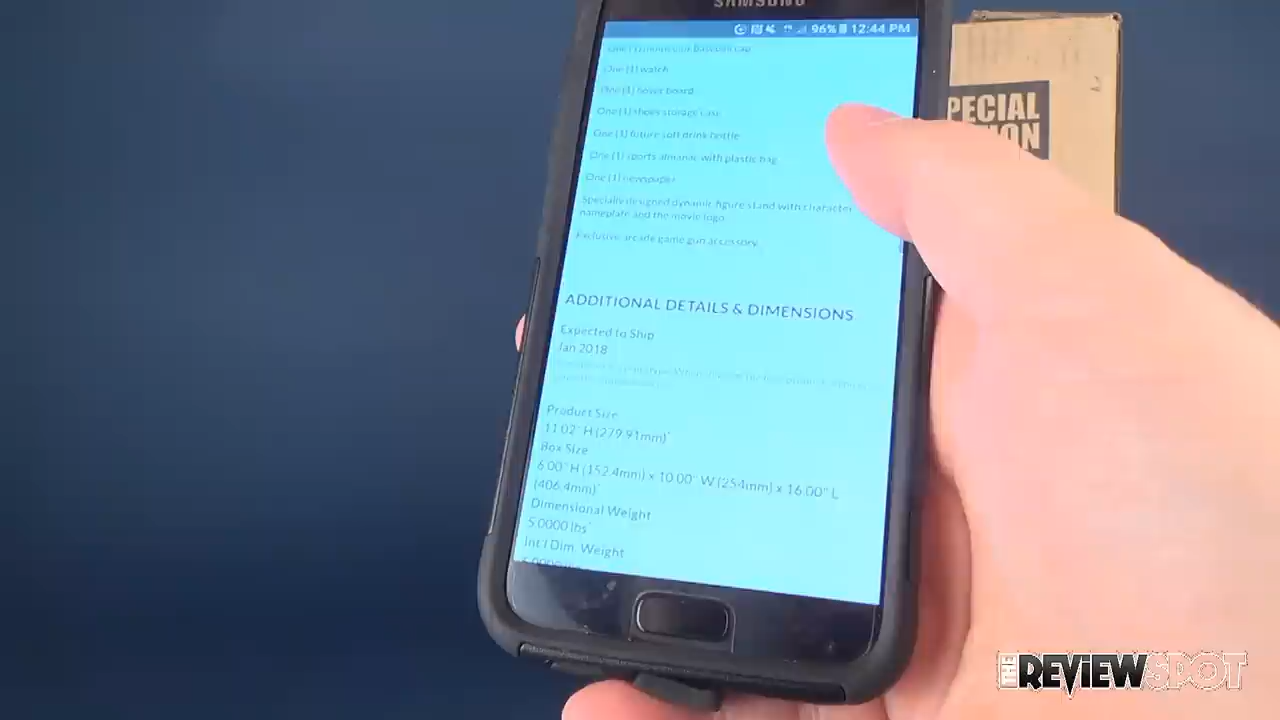 SAMSUNG
96% 12:44 PM
One (1) watch
One (1) hover board
One (1) shoes storage case
One (1) future soft drink bottle
One (1) sports almanac with plastic bag
One (1) newspaper
Specially designed dynamic figure stand with character
nameplate and the movie logo
Exclusive: arcade game gun accessory
ADDITIONAL DETAILS & DIMENSIONS
Expected to Ship
Jan 2018
Product Size
11.02" H (279.91mm)*
Box Size
6.00" H (152.4mm) x 10.00" W (254mm) x 16.00" L
(406.4mm)*
Dimensional Weight
5.0000 lbs*
Int'l Dim. Weight
PECIAL
THE REVIEW SPOT